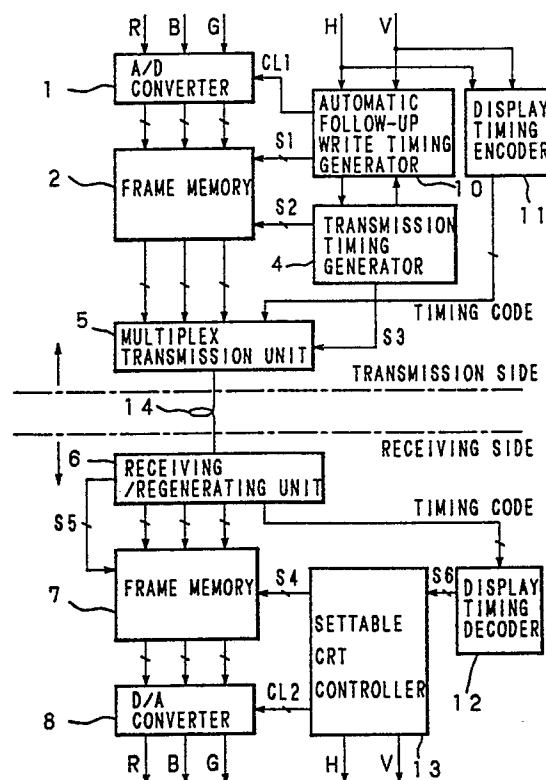 R B G H V
1
A/D
CONVERTER
CL1
AUTOMATIC
FOLLOW-UP
WRITE TIMING
GENERATOR
DISPLAY
TIMING
ENCODER
2
FRAME MEMORY
S1
10
11
S2
4
TRANSMISSION
TIMING
GENERATOR
5
MULTIPLEX
TRANSMISSION UNIT
S3
TIMING CODE
TRANSMISSION SIDE
14
RECEIVING SIDE
6
RECEIVING
/REGENERATING UNIT
TIMING CODE
S5
7
FRAME MEMORY
S4
SETTABLE
CRT
CONTROLLER
S6
DISPLAY
TIMING
DECODER
12
8
D/A
CONVERTER
CL2
13
R B G H V